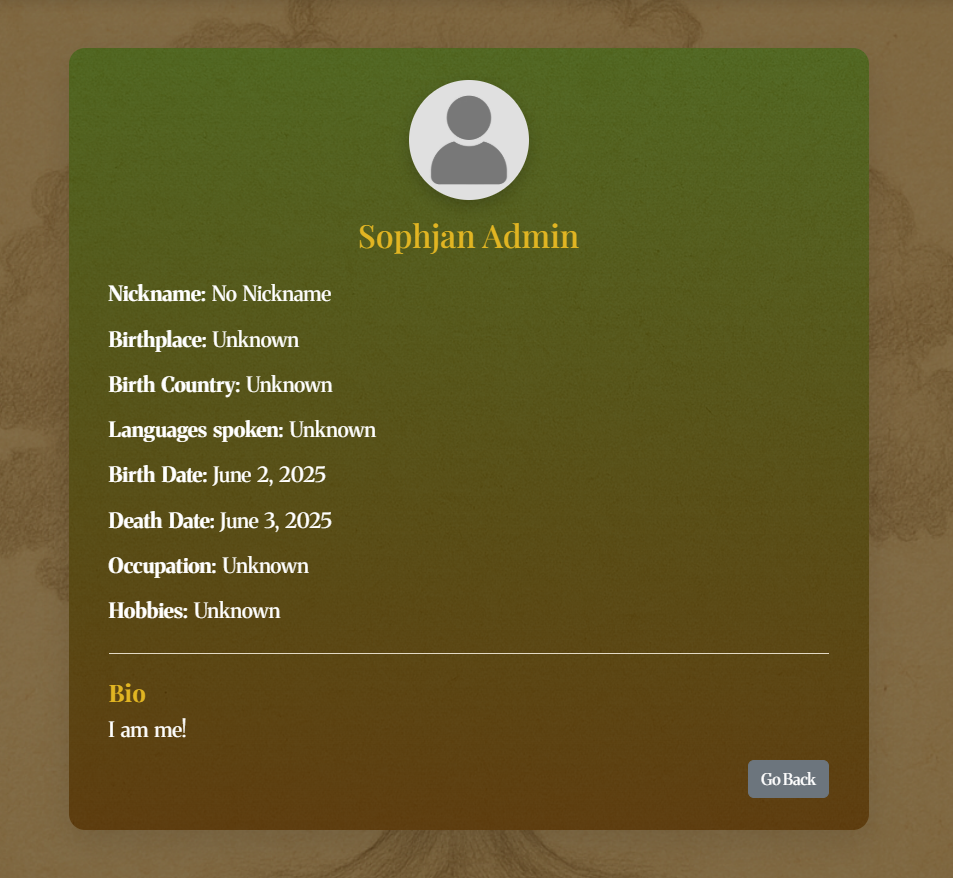 Sophjan Admin
Nickname: No Nickname
Birthplace: Unknown
Birth Country: Unknown
Languages spoken: Unknown
Birth Date: June 2, 2025
Death Date: June 3, 2025
Occupation: Unknown
Hobbies: Unknown
Bio
I am me!
Go Back